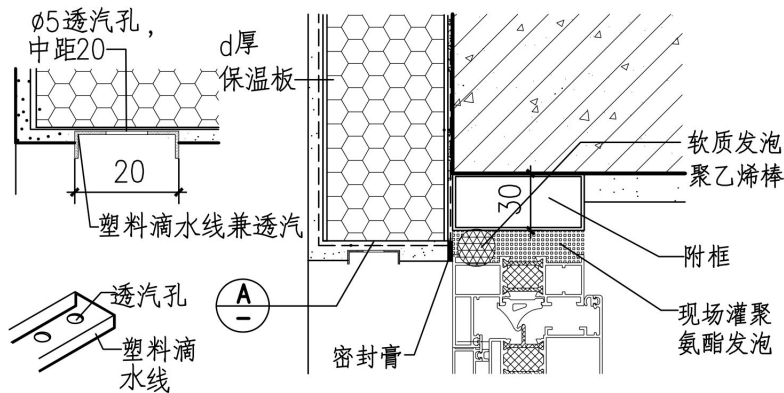 ø5透汽孔，
中距20
d厚
保温板
20
塑料滴水线兼透汽
透汽孔
塑料滴
水线
A
-
密封膏
30
软质发泡
聚乙烯棒
附框
现场灌聚
氨酯发泡